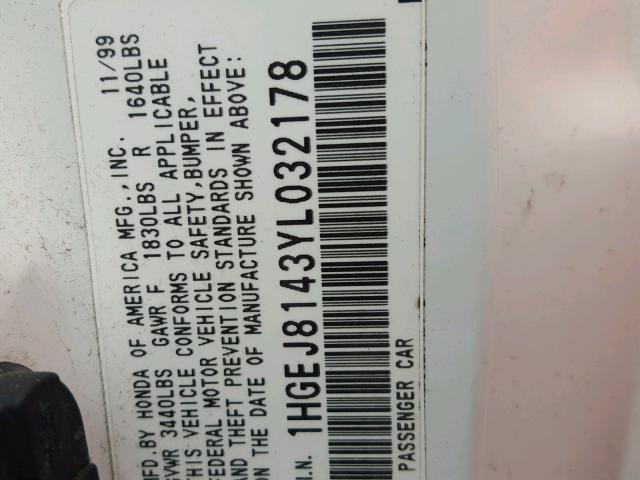 MFD.BY HONDA OF AMERICA MFG.,INC. 11/99
GVWR 3440LBS GAWR F 1830LBS R 1640LBS
THIS VEHICLE CONFORMS TO ALL APPLICABLE
FEDERAL MOTOR VEHICLE SAFETY,BUMPER,
AND THEFT PREVENTION STANDARDS IN EFFECT
ON THE DATE OF MANUFACTURE SHOWN ABOVE:
I.N. 1HGEJ8143YL032178
PASSENGER CAR